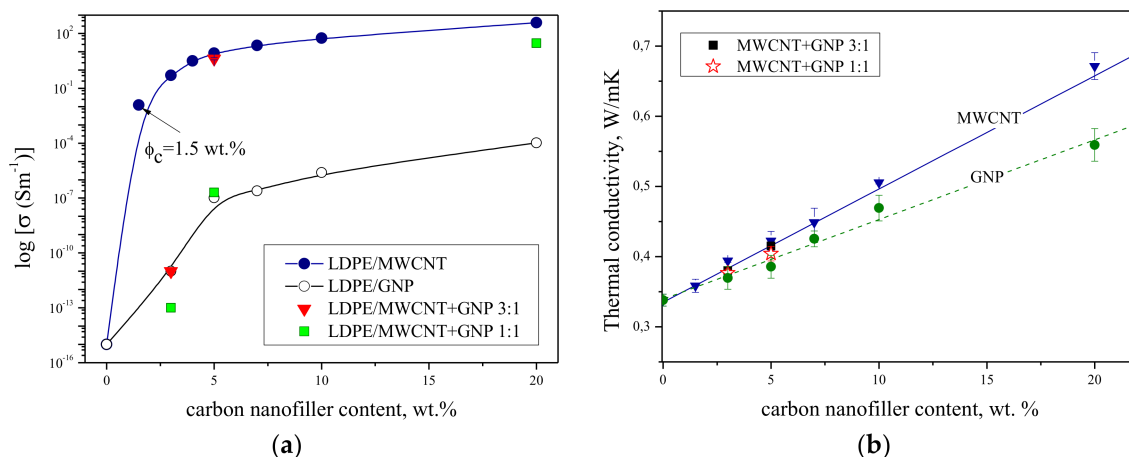 log [σ (Sm⁻¹)]
10²
10⁻¹
10⁻⁴
10⁻⁷
10⁻¹⁰
10⁻¹³
10⁻¹⁶
ϕc=1.5 wt.%
LDPE/MWCNT
LDPE/GNP
LDPE/MWCNT+GNP 3:1
LDPE/MWCNT+GNP 1:1
0 5 10 15 20
carbon nanofiller content, wt.%
(a)
Thermal conductivity, W/mK
0,7
0,6
0,5
0,4
0,3
MWCNT+GNP 3:1
MWCNT+GNP 1:1
MWCNT
GNP
0 5 10 15 20
carbon nanofiller content, wt. %
(b)